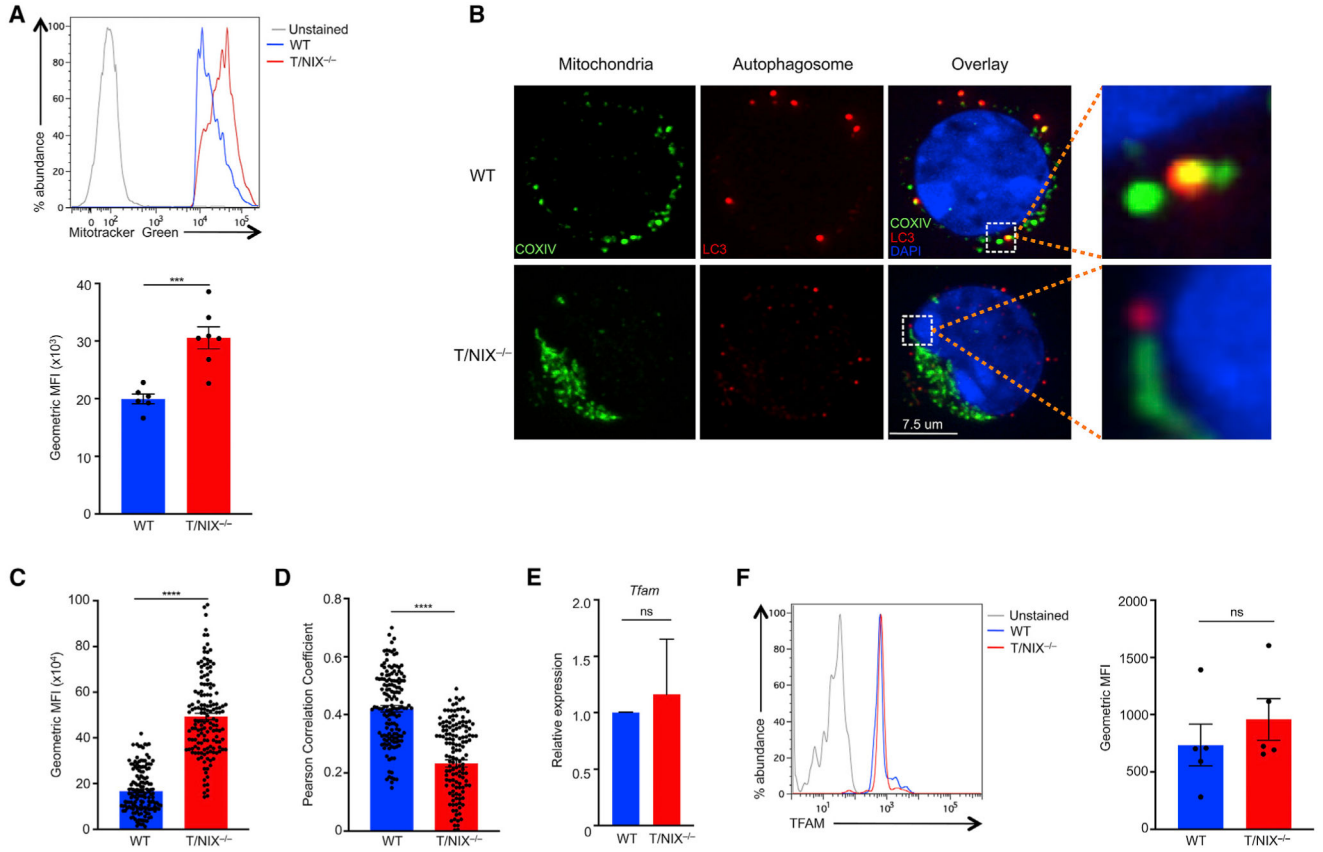 A
Unstained
WT
T/NIX⁻/⁻
% abundance
100
80
60
40
20
0
0 10² 10³ 10⁴ 10⁵
Mitotracker Green
***
Geometric MFI (x10³)
40
30
20
10
0
WT T/NIX⁻/⁻
B
Mitochondria Autophagosome Overlay
WT
COXIV
LC3
COXIV
LC3
DAPI
T/NIX⁻/⁻
7.5 um
C
****
Geometric MFI (x10⁴)
100
80
60
40
20
0
WT T/NIX⁻/⁻
D
****
Pearson Correlation Coefficient
0.8
0.6
0.4
0.2
0
WT T/NIX⁻/⁻
E
Tfam
ns
Relative expression
2.0
1.5
1.0
0.5
0.0
WT T/NIX⁻/⁻
F
Unstained
WT
T/NIX⁻/⁻
% abundance
100
80
60
40
20
0
10¹ 10³ 10⁵
TFAM
ns
Geometric MFI
2000
1500
1000
500
0
WT T/NIX⁻/⁻